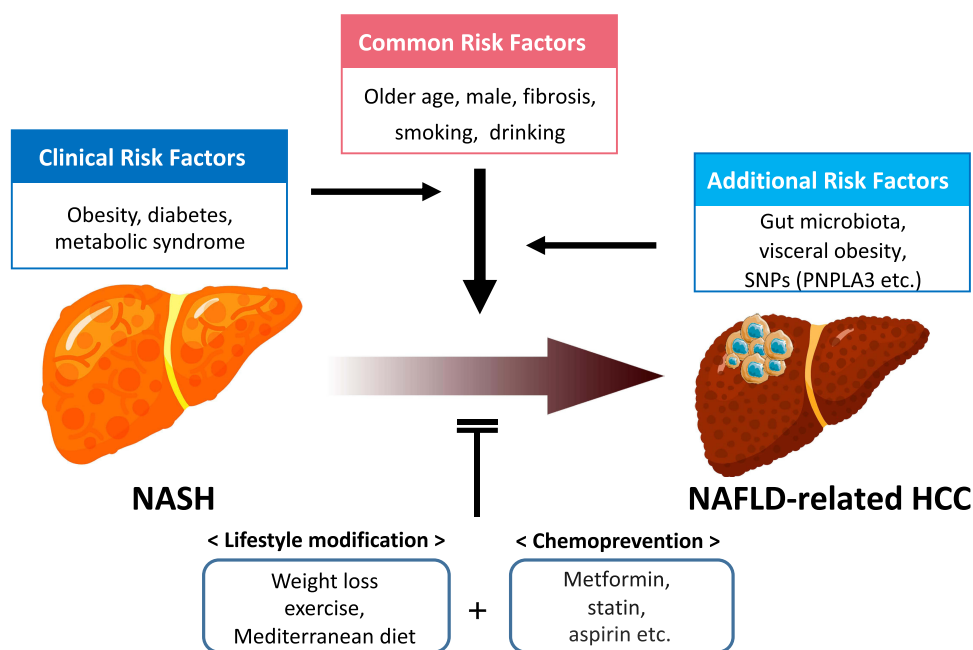 Common Risk Factors
Older age, male, fibrosis,
smoking, drinking
Clinical Risk Factors
Obesity, diabetes,
metabolic syndrome
Additional Risk Factors
Gut microbiota,
visceral obesity,
SNPs (PNPLA3 etc.)
NASH
NAFLD-related HCC
< Lifestyle modification >
Weight loss
exercise,
Mediterranean diet
+
< Chemoprevention >
Metformin,
statin,
aspirin etc.